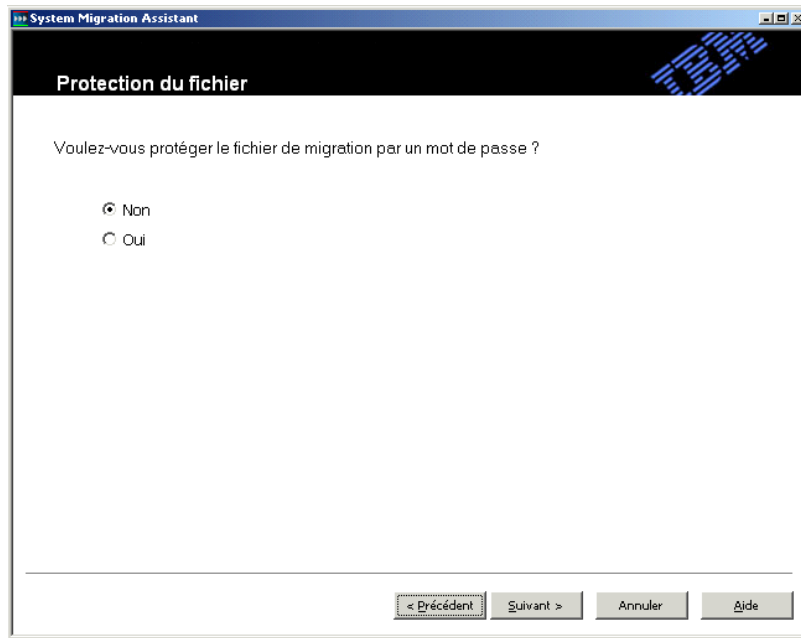 System Migration Assistant
IBM
Protection du fichier
Voulez-vous protéger le fichier de migration par un mot de passe ?
Non
Oui
< Précédent Suivant > Annuler Aide